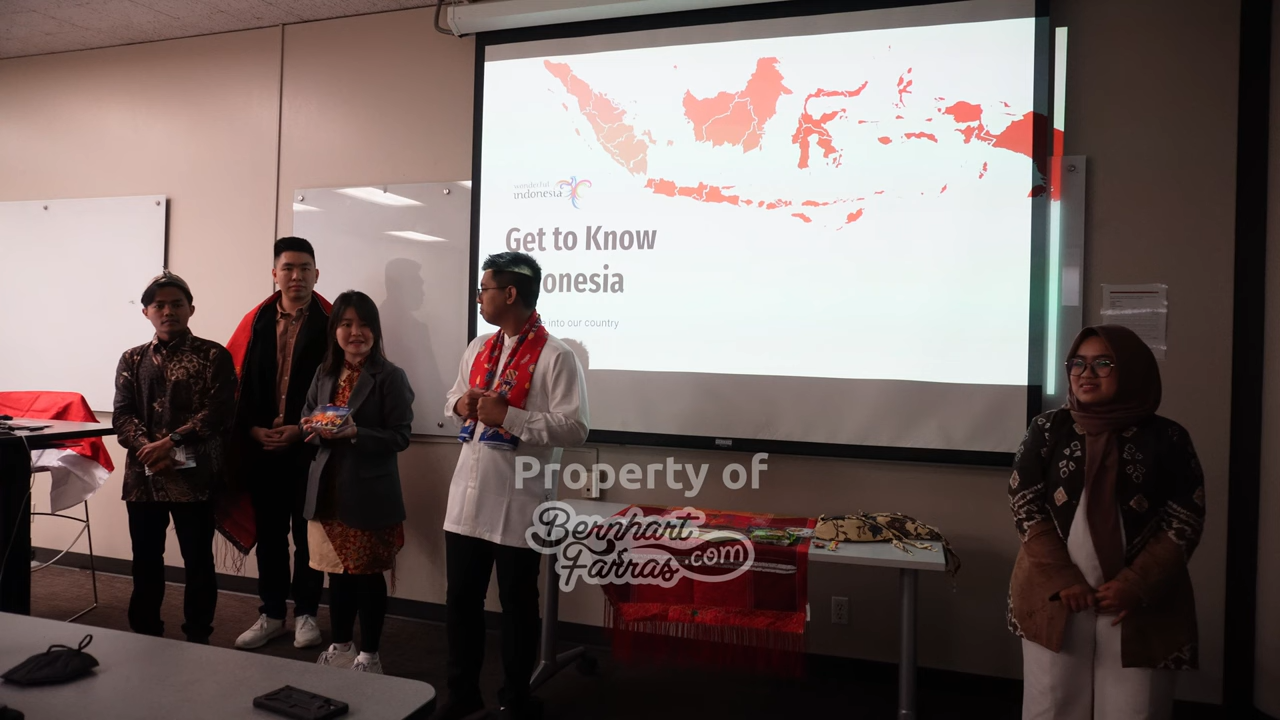 wonderful
indonesia
Get to Know
onesia
into our country
Property of
Bernhart
Farras.com